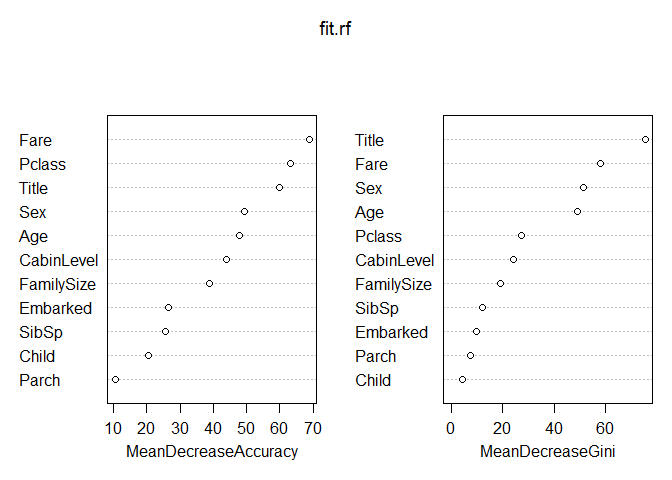 fit.rf
Fare
Pclass
Title
Sex
Age
CabinLevel
FamilySize
Embarked
SibSp
Child
Parch
10 20 30 40 50 60 70
MeanDecreaseAccuracy
Title
Fare
Sex
Age
Pclass
CabinLevel
FamilySize
SibSp
Embarked
Parch
Child
0 20 40 60
MeanDecreaseGini